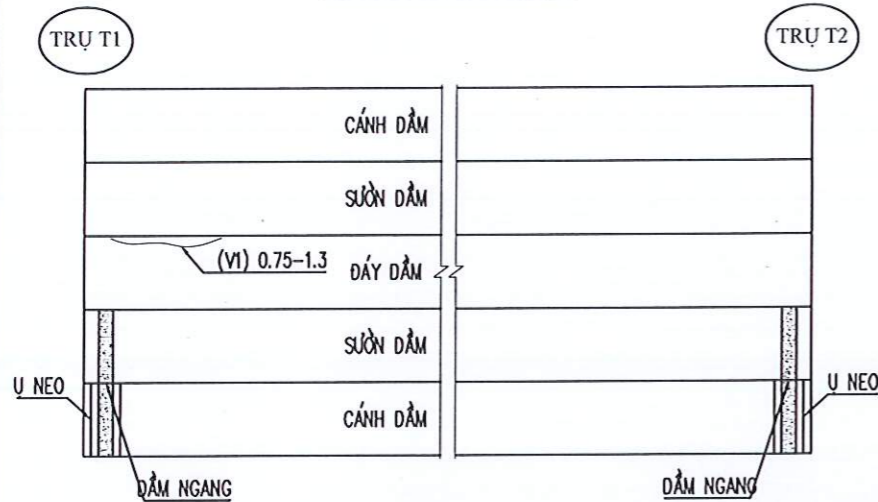 TRỤ T1
TRỤ T2
CÁNH DẦM
SƯỜN DẦM
(V1) 0.75-1.3
ĐÁY DẦM
SƯỜN DẦM
Ụ NEO
Ụ NEO
CÁNH DẦM
DẦM NGANG
DẦM NGANG